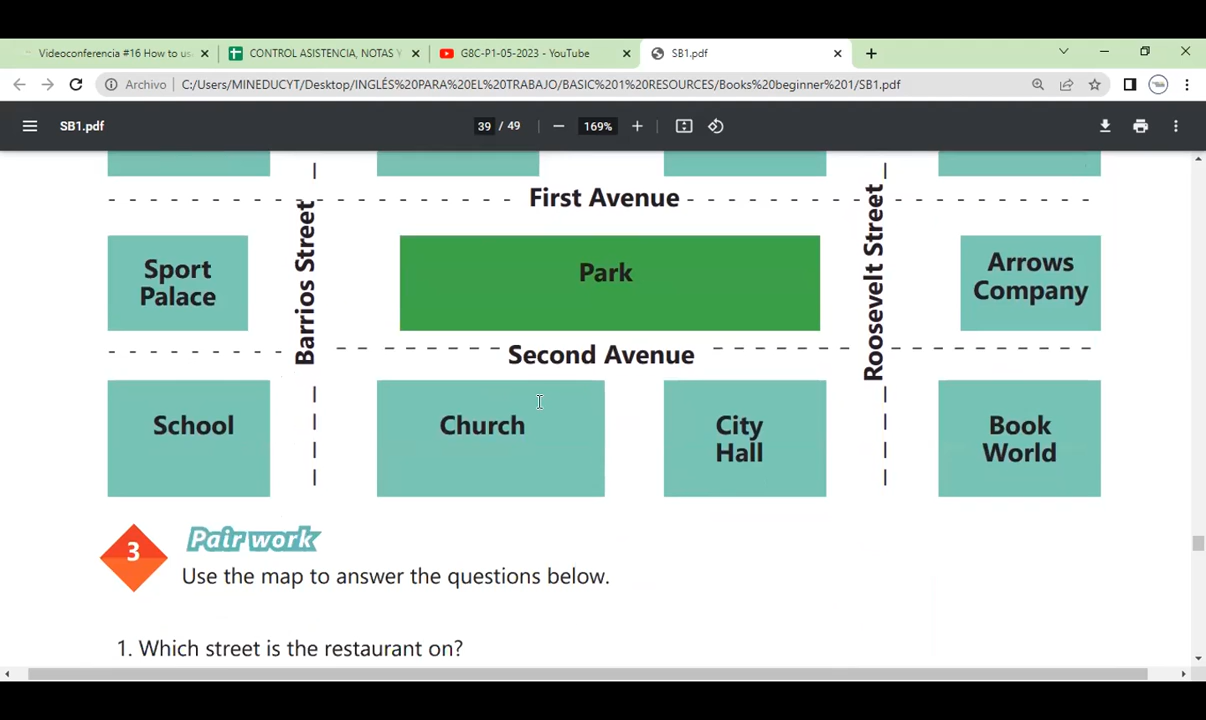 Videoconferencia #16 How to us
CONTROL ASISTENCIA, NOTAS Y
G8C-P1-05-2023 - YouTube
SB1.pdf
Archivo
C:/Users/MINEDUCYT/Desktop/INGLÉS%20PARA%20EL%20TRABAJO/BASIC%201%20RESOURCES/Books%20beginner%201/SB1.pdf
SB1.pdf
39 / 49
169%
First Avenue
Barrios Street
Roosevelt Street
Sport
Palace
Park
Arrows
Company
Second Avenue
School
Church
City
Hall
Book
World
3
Pair work
Use the map to answer the questions below.
1. Which street is the restaurant on?